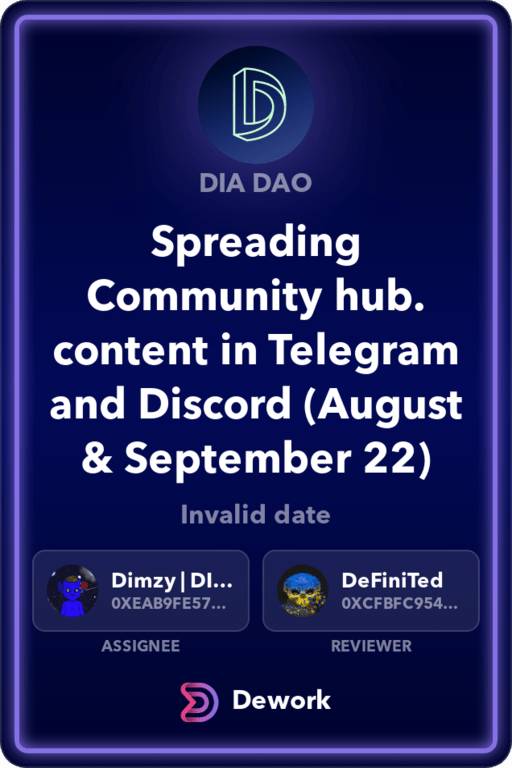 DIA DAO
Spreading
Community hub.
content in Telegram
and Discord (August
& September 22)
Invalid date
Dimzy | DI...
0XEAB9FE57...
DeFiniTed
0XCFBFC954...
ASSIGNEE
REVIEWER
Dework